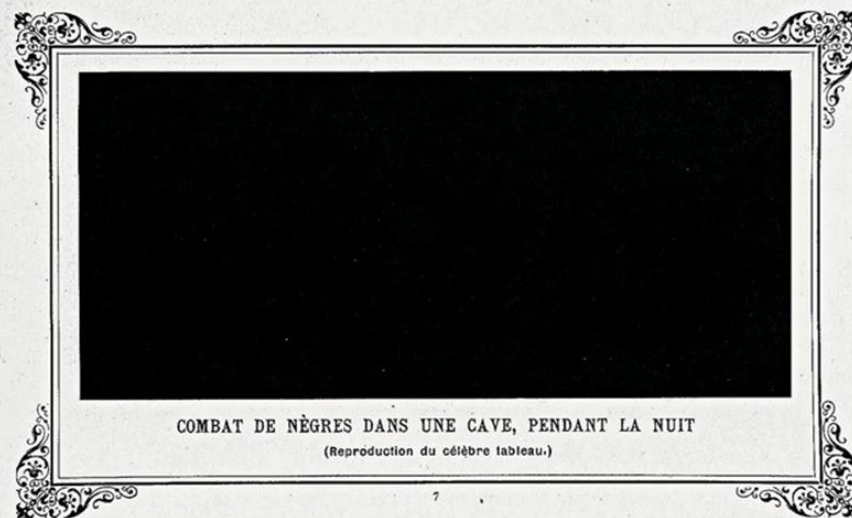 COMBAT DE NÈGRES DANS UNE CAVE, PENDANT LA NUIT
(Reproduction du célèbre tableau.)
7